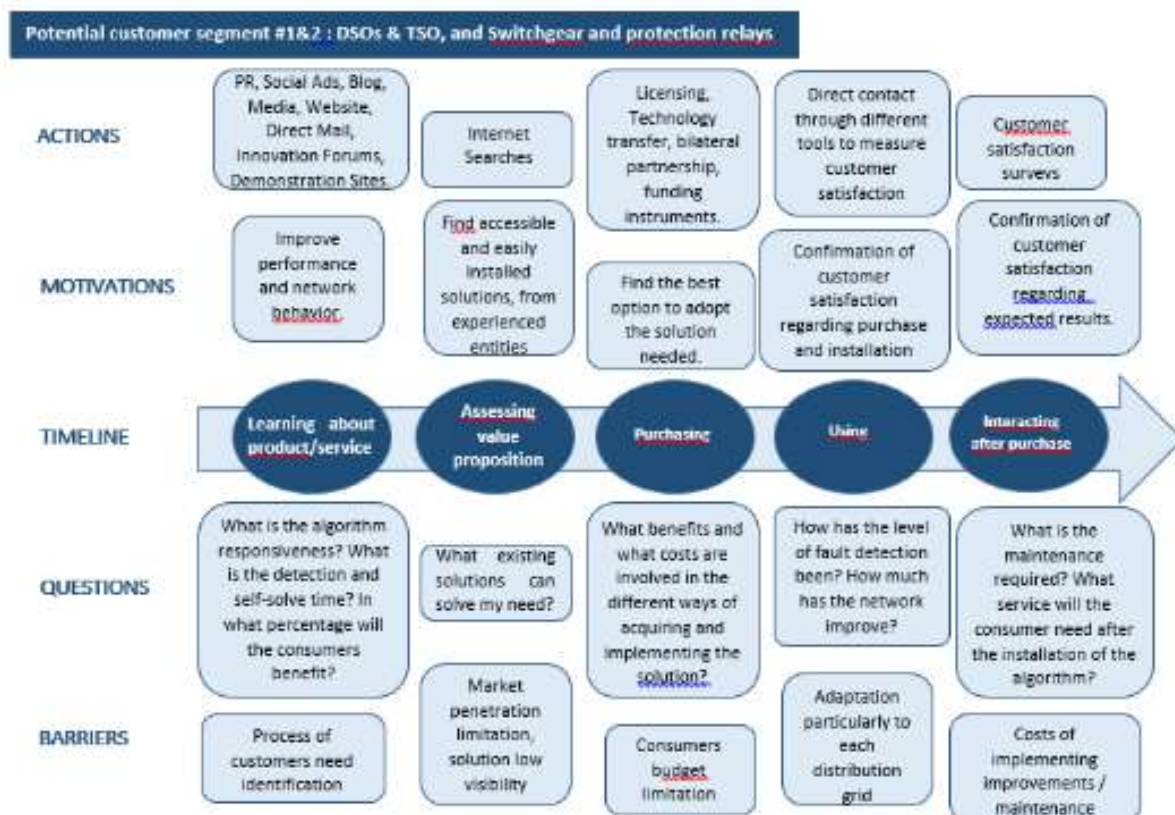 Potential customer segment #1&2 : DSOs & TSO, and Switchgear and protection relays
ACTIONS
PR, Social Ads, Blog,
Media, Website,
Direct Mail,
Innovation Forums,
Demonstration Sites.
Internet
Searches
Licensing,
Technology
transfer, bilateral
partnership,
funding
instruments.
Direct contact
through different
tools to measure
customer
satisfaction
Customer
satisfaction
surveys
MOTIVATIONS
Improve
performance
and network
behavior.
Find accessible
and easily
installed
solutions, from
experienced
entities
Find the best
option to adopt
the solution
needed.
Confirmation of
customer
satisfaction
regarding purchase
and installation
Confirmation of
customer
satisfaction
regarding
expected results.
TIMELINE
Learning about
product/service
Assessing
value
proposition
Purchasing
Using
Interacting
after purchase
QUESTIONS
What is the algorithm
responsiveness? What
is the detection and
self-solve time? In
what percentage will
the consumers
benefit?
What existing
solutions can
solve my need?
What benefits and
what costs are
involved in the
different ways of
acquiring and
implementing the
solution?
How has the level
of fault detection
been? How much
has the network
improve?
What is the
maintenance
required? What
service will the
consumer need after
the installation of the
algorithm?
BARRIERS
Process of
customers need
identification
Market
penetration
limitation,
solution low
visibility
Consumers
budget
limitation
Adaptation
particularly to
each
distribution
grid
Costs of
implementing
improvements /
maintenance